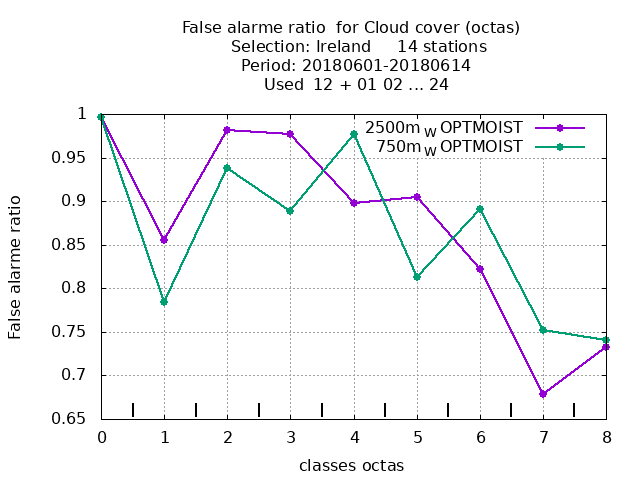 False alarme ratio  for Cloud cover (octas)
Selection: Ireland     14 stations
Period: 20180601-20180614
Used  12 + 01 02 ... 24
2500m W OPTMOIST
750m W OPTMOIST
False alarme ratio
1
0.95
0.9
0.85
0.8
0.75
0.7
0.65
0 1 2 3 4 5 6 7 8
classes octas